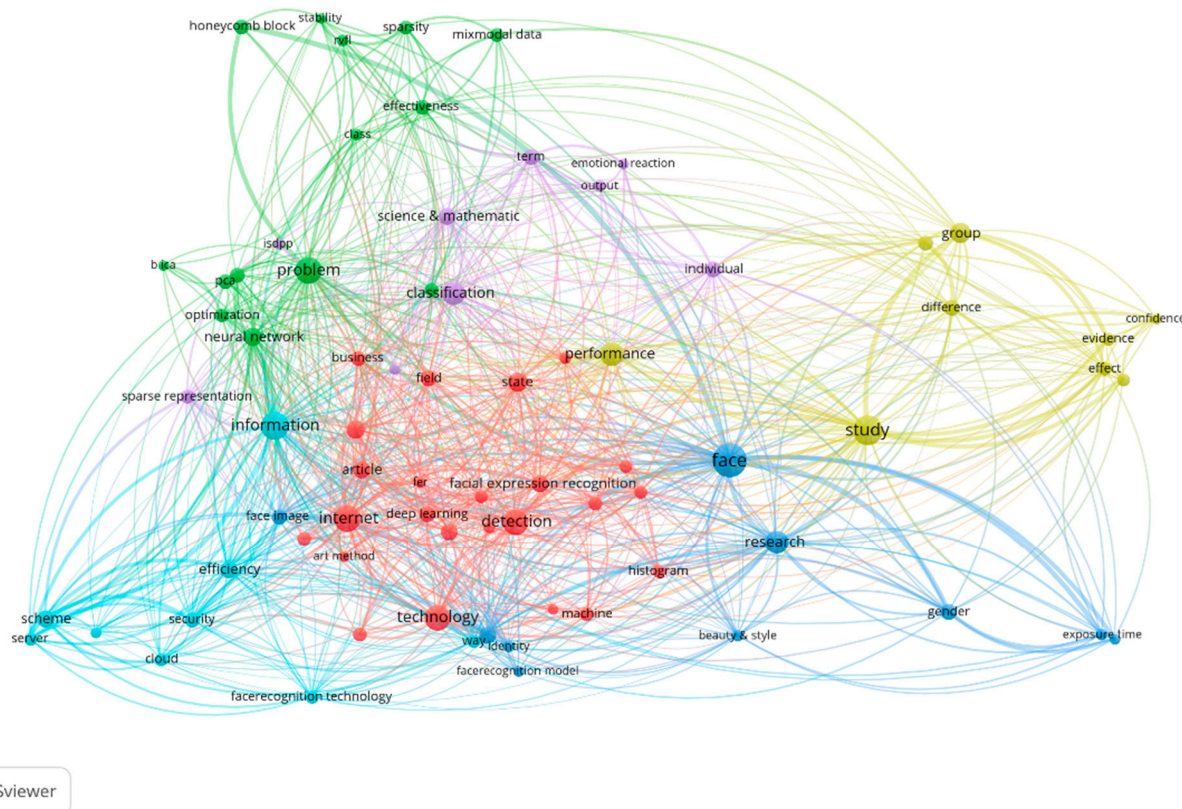 stability
honeycomb block
sparsity
mixmodal data
rvfl
effectiveness
class
term
emotional reaction
output
science & mathematic
group
isdpp
b ica
problem
individual
pca
classification
difference
optimization
confidence
neural network
evidence
business
performance
effect
field
state
sparse representation
information
study
face
article
fer
facial expression recognition
face image
internet
deep learning
detection
research
art method
efficiency
histogram
scheme
security
technology
machine
gender
server
way
identity
beauty & style
exposure time
cloud
facerecognition model
facerecognition technology
Sviewer